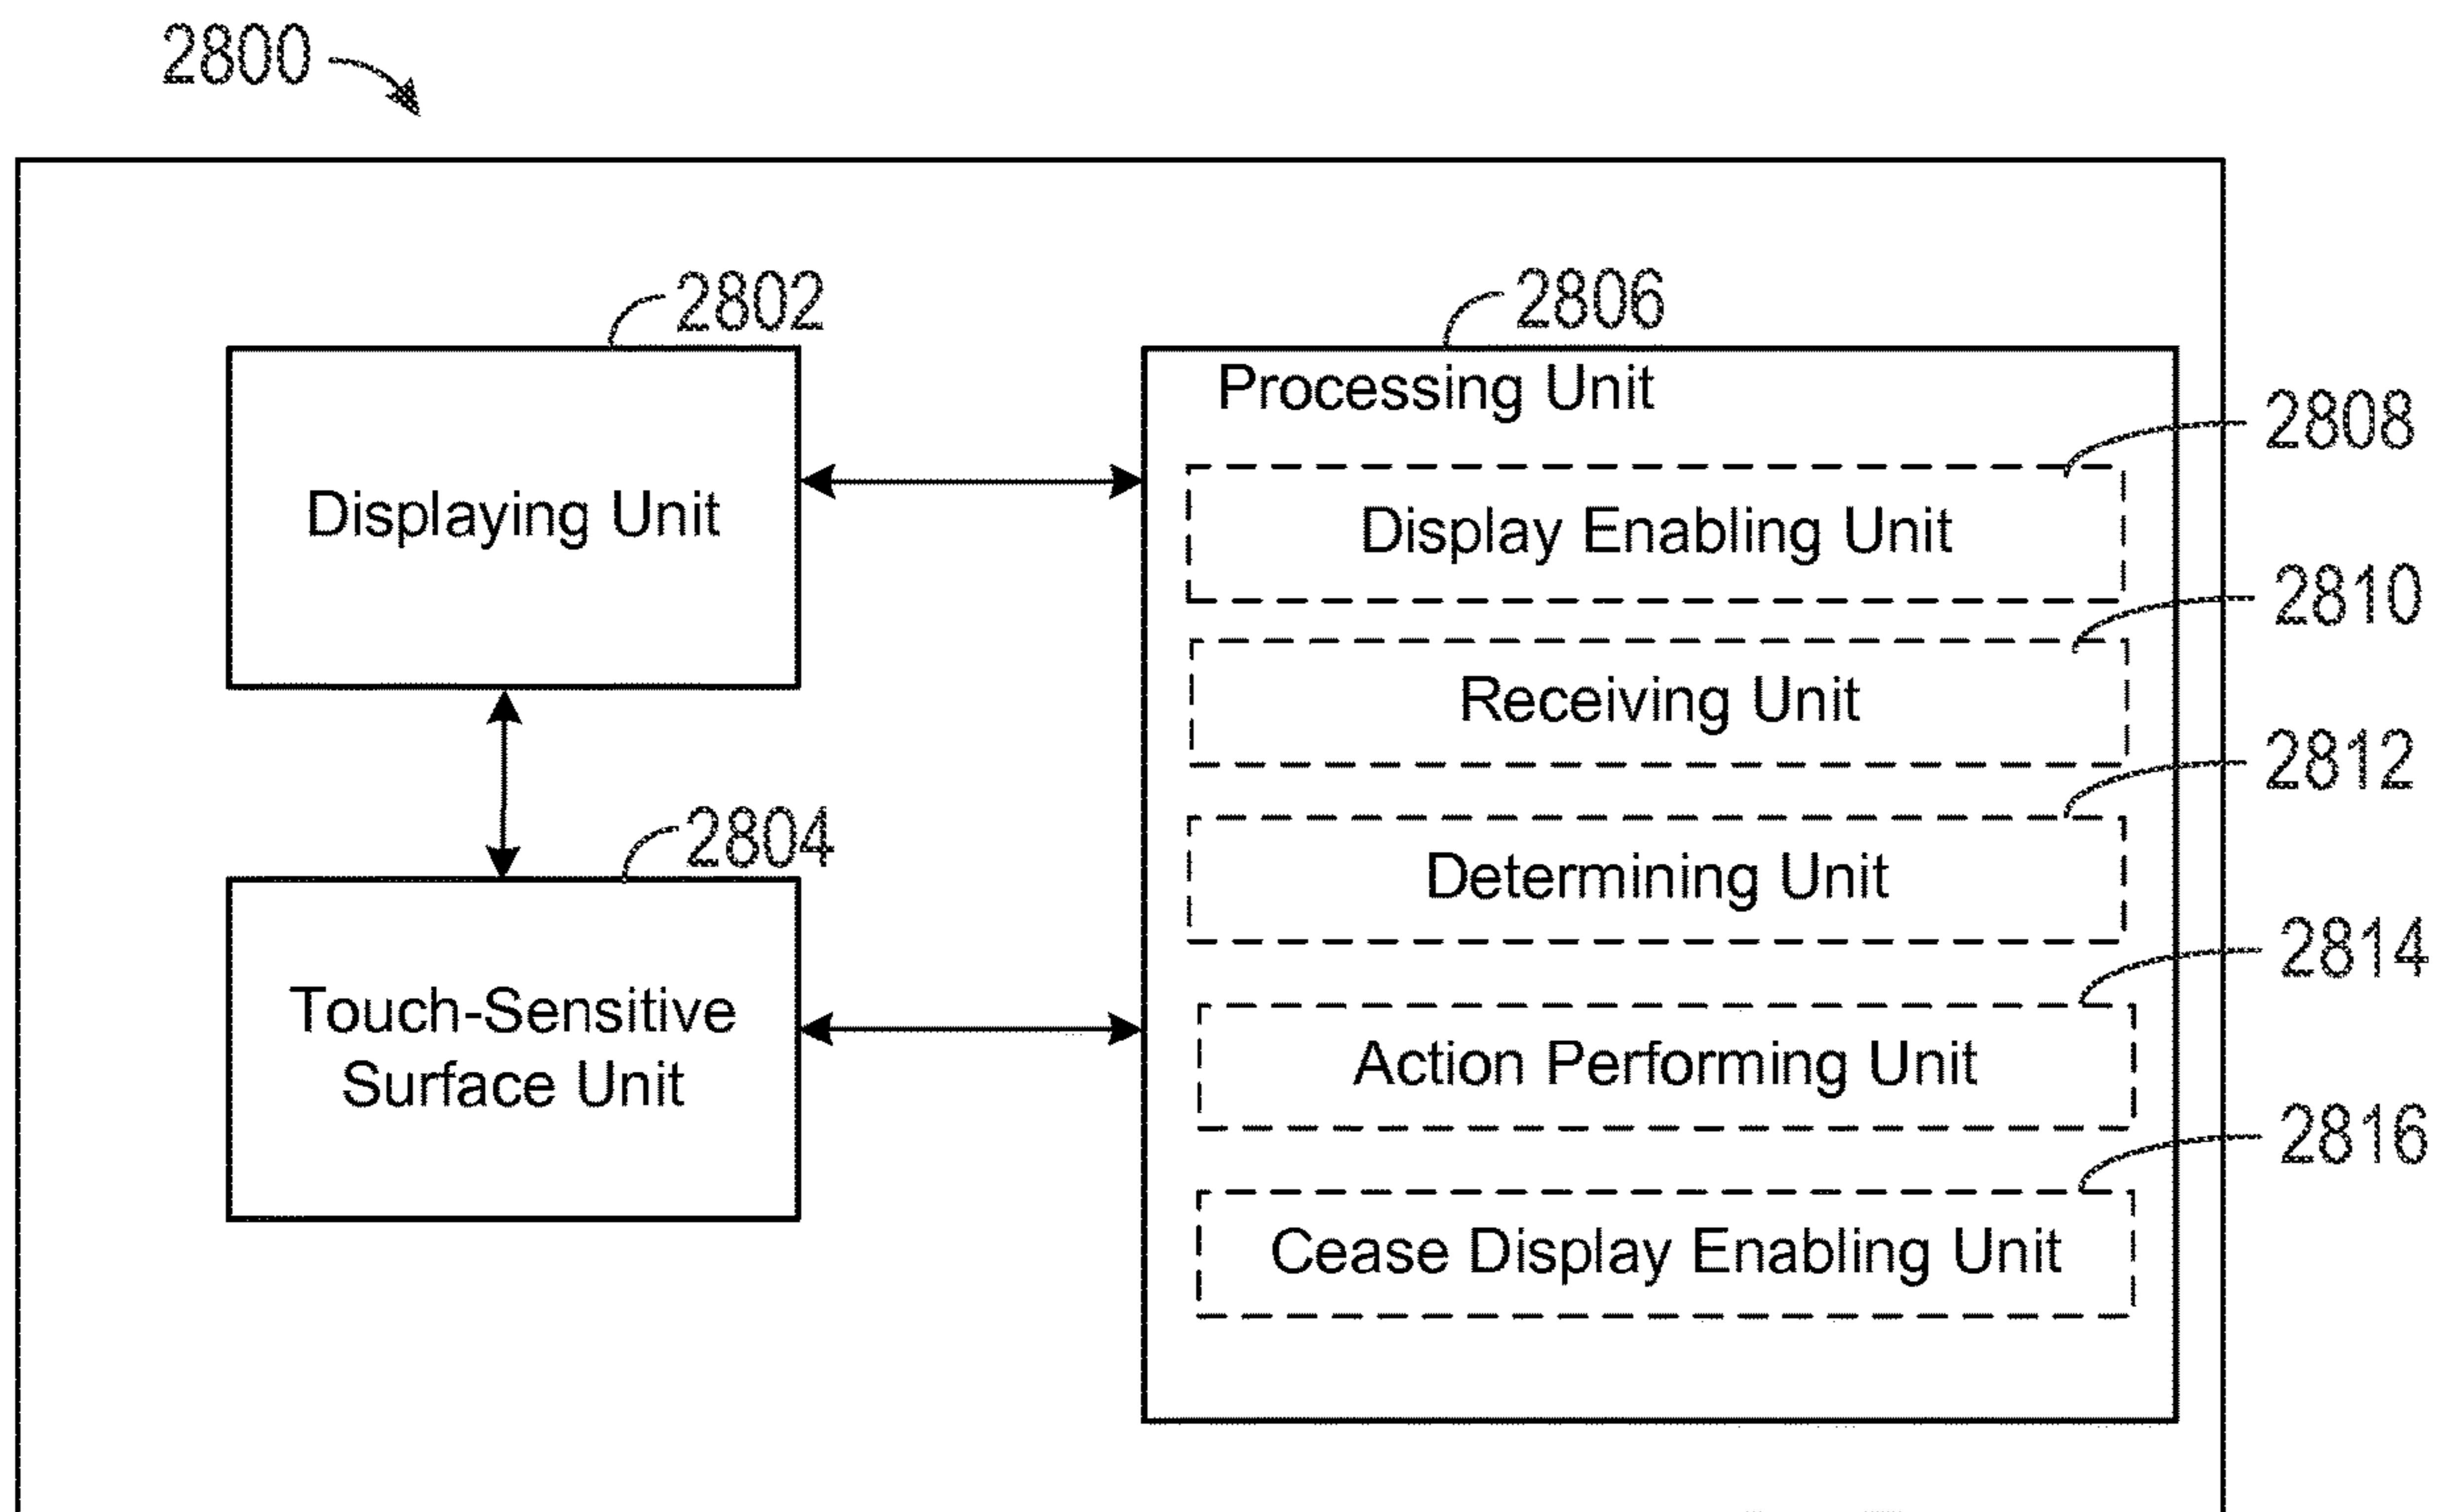 2800
2802
2806
Processing Unit
2808
Displaying Unit
Display Enabling Unit
2810
Receiving Unit
2812
2804
Determining Unit
2814
Touch-Sensitive
Surface Unit
Action Performing Unit
2816
Cease Display Enabling Unit